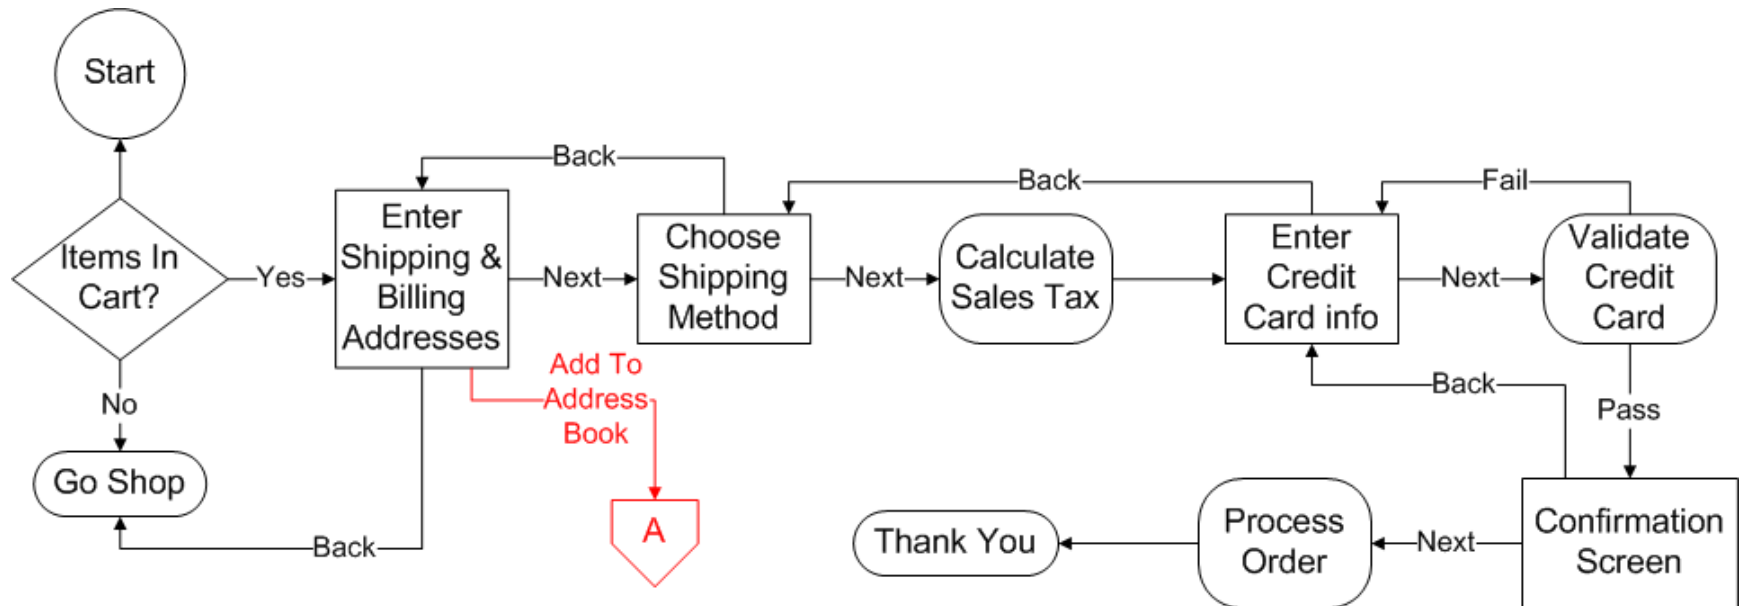 Start
Items In
Cart?
Yes
No
Go Shop
Back
Enter
Shipping &
Billing
Addresses
Back
Next
Add To
Address
Book
A
Choose
Shipping
Method
Next
Calculate
Sales Tax
Back
Enter
Credit
Card info
Next
Fail
Validate
Credit
Card
Pass
Back
Confirmation
Screen
Next
Process
Order
Thank You